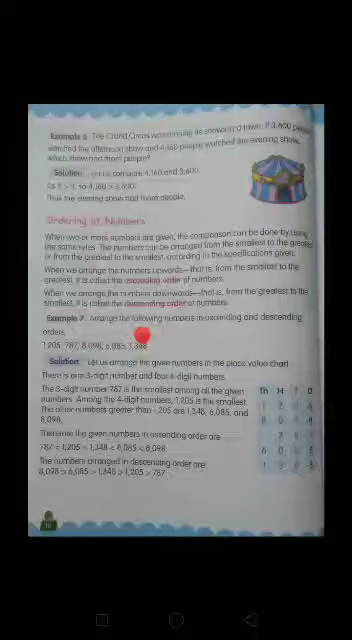 Example 6 The Grand Circus was running its show in a town. If 3,600 people
watched the afternoon show and 4,160 people watched the evening show,
which show had more people?
Solution Let us compare 4,160 and 3,600.
As 4 > 3, so 4,160 > 3,600.
Thus the evening show had more people.
Ordering of Numbers
When two or more numbers are given, the comparison can be done by using
the same rules. The numbers can be arranged from the smallest to the greatest
or from the greatest to the smallest, according to the specifications given.
When we arrange the numbers upwards—that is, from the smallest to the
greatest, it is called the ascending order of numbers.
When we arrange the numbers downwards—that is, from the greatest to the
smallest, it is called the descending order of numbers.
Example 7 Arrange the following numbers in ascending and descending
orders.
1,205, 787, 8,098, 6,085, 1,348
Solution Let us arrange the given numbers in the place value chart.
There is one 3-digit number and four 4-digit numbers.
The 3-digit number 787 is the smallest among all the given
numbers. Among the 4-digit numbers, 1,205 is the smallest.
The other numbers greater than 1,205 are 1,348, 6,085, and
8,098.
Therefore the given numbers in ascending order are
787 < 1,205 < 1,348 < 6,085 < 8,098
The numbers arranged in descending order are
8,098 > 6,085 > 1,348 > 1,205 > 787
Th H T O